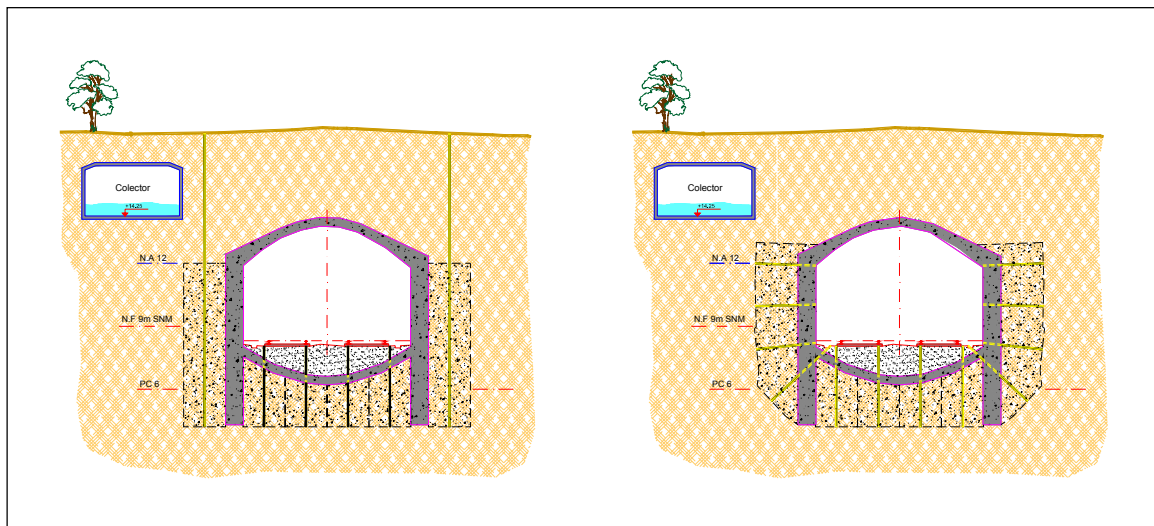 Colector
+14.25
N.A 12
N.F 9m SNM
PC 6
Colector
+14.25
N.A 12
N.F 9m SNM
PC 6